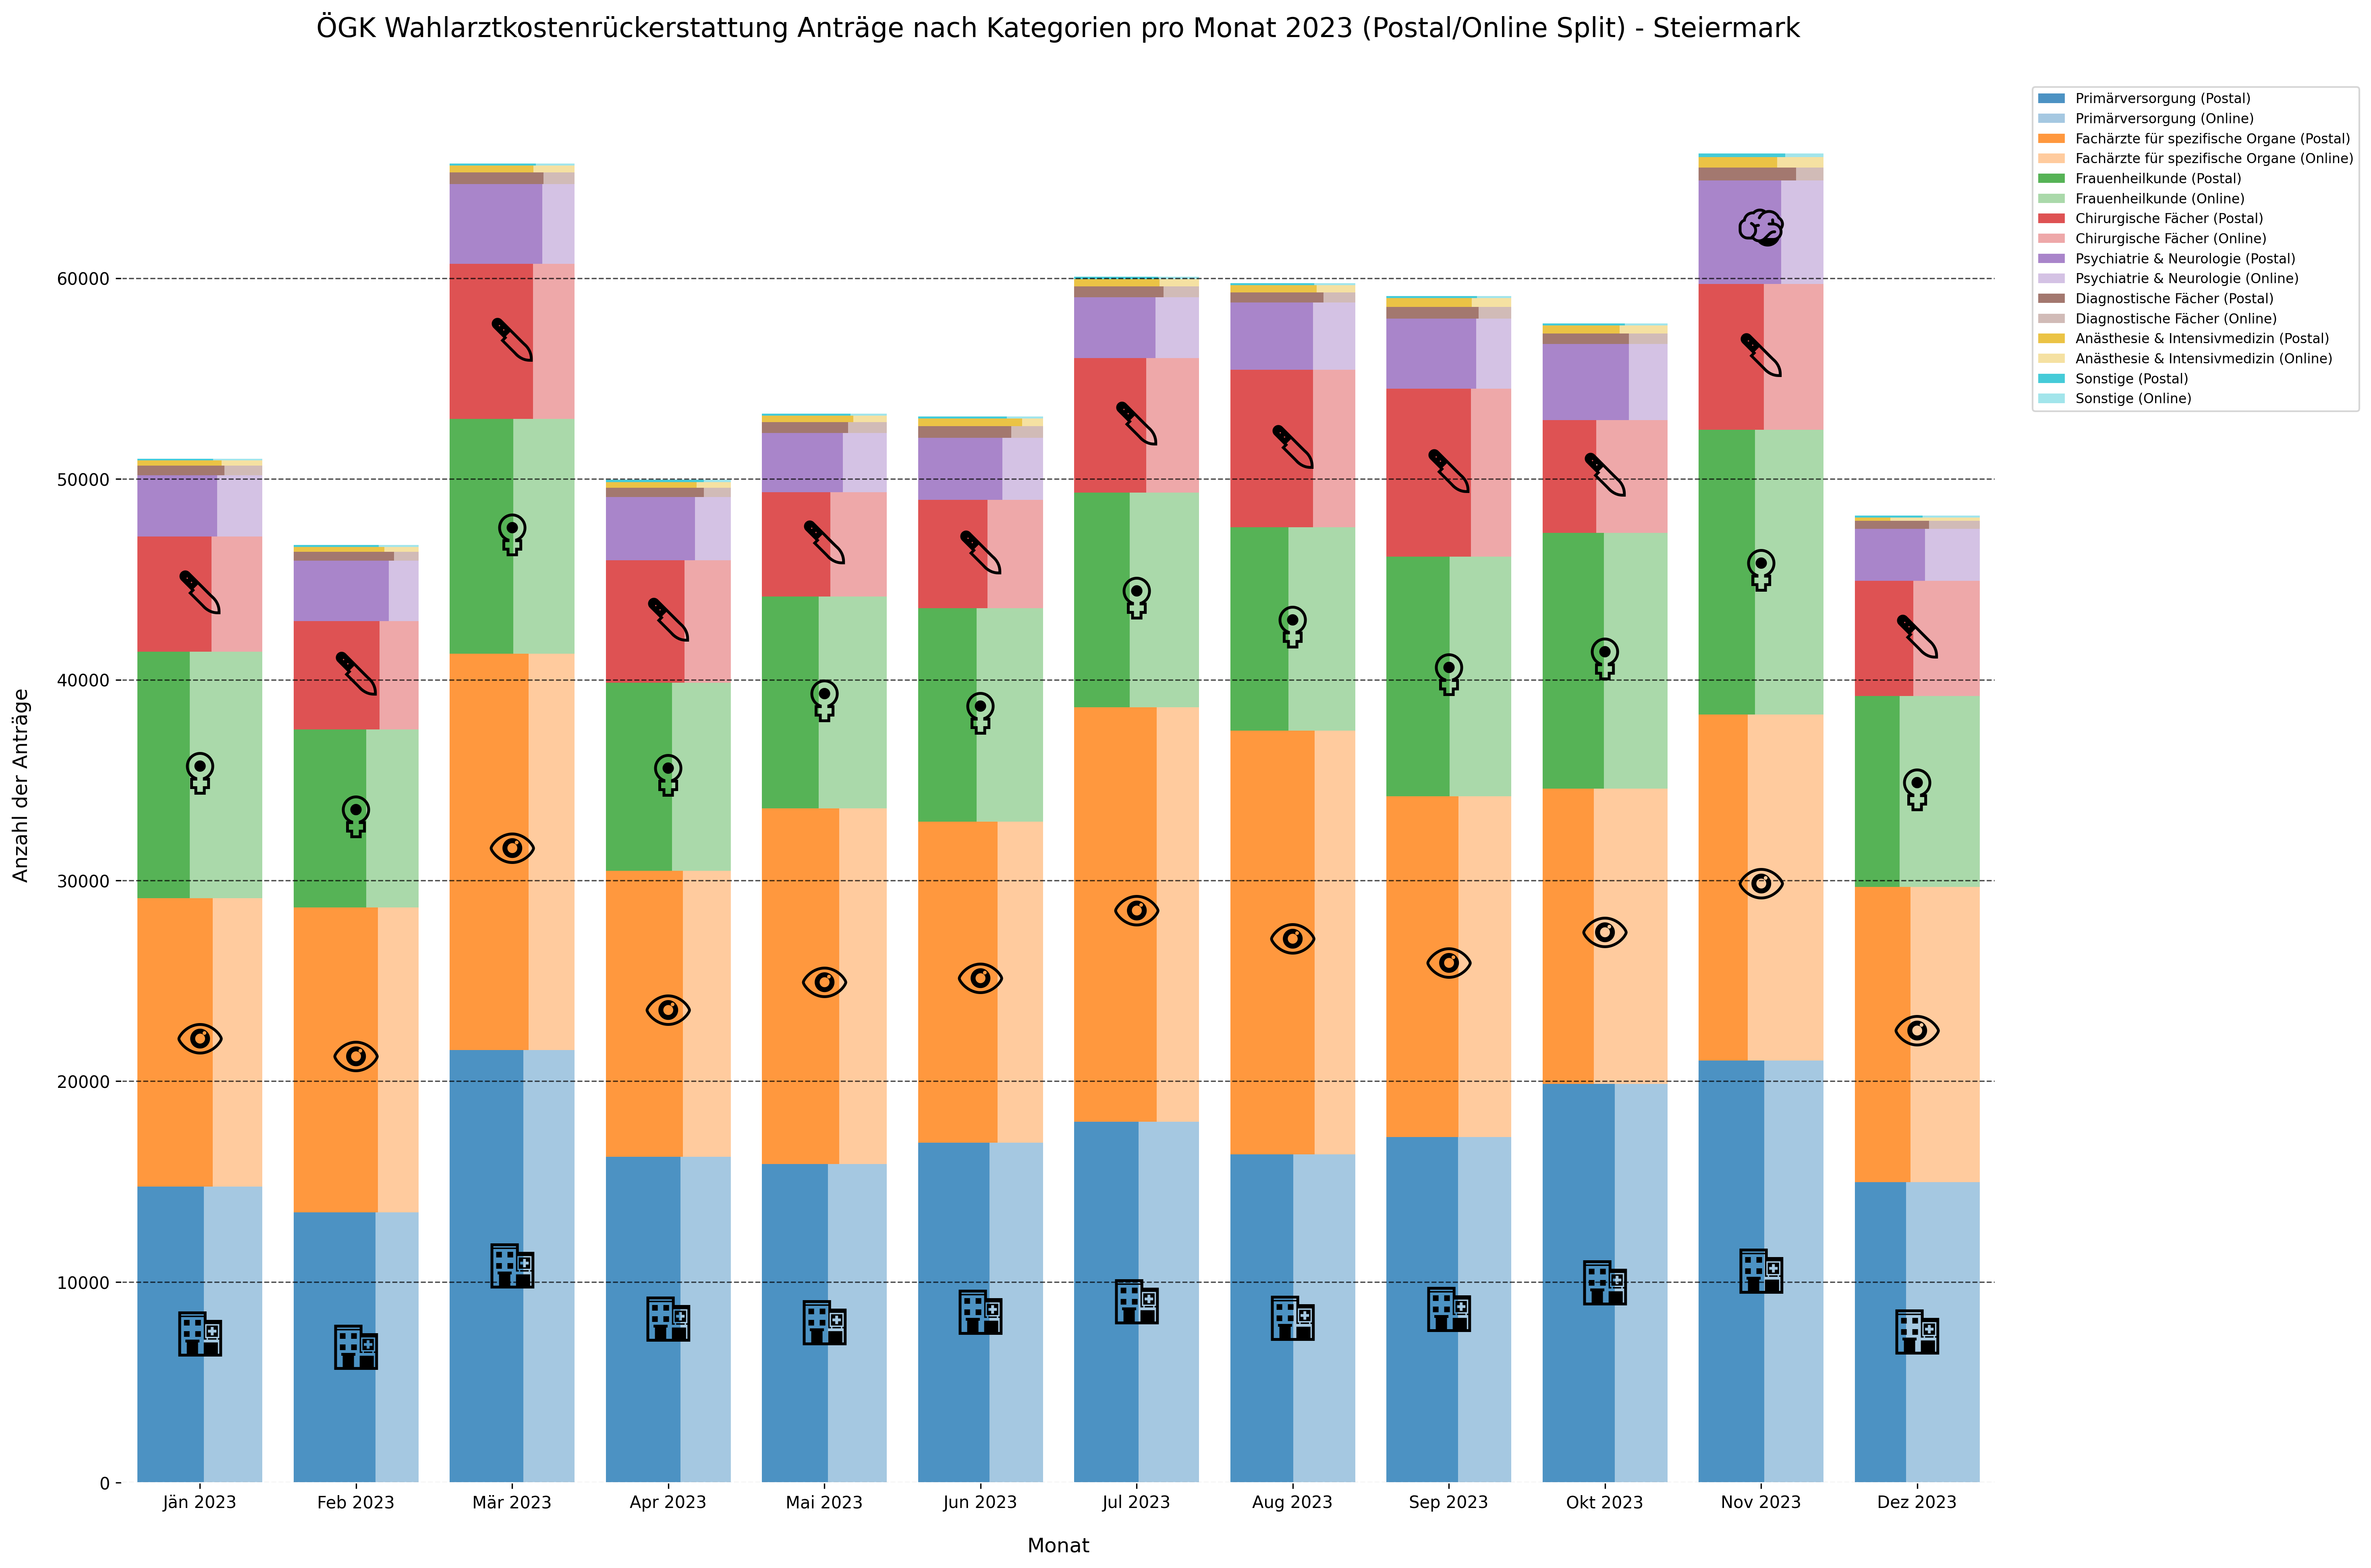 ÖGK Wahlarztkostenrückerstattung Anträge nach Kategorien pro Monat 2023 (Postal/Online Split) - Steiermark
Primärversorgung (Postal)
Primärversorgung (Online)
Fachärzte für spezifische Organe (Postal)
Fachärzte für spezifische Organe (Online)
Frauenheilkunde (Postal)
Frauenheilkunde (Online)
Chirurgische Fächer (Postal)
Chirurgische Fächer (Online)
Psychiatrie & Neurologie (Postal)
Psychiatrie & Neurologie (Online)
Diagnostische Fächer (Postal)
Diagnostische Fächer (Online)
Anästhesie & Intensivmedizin (Postal)
Anästhesie & Intensivmedizin (Online)
Sonstige (Postal)
Sonstige (Online)
Anzahl der Anträge
60000
50000
40000
30000
20000
10000
0
Jän 2023 Feb 2023 Mär 2023 Apr 2023 Mai 2023 Jun 2023 Jul 2023 Aug 2023 Sep 2023 Okt 2023 Nov 2023 Dez 2023
Monat